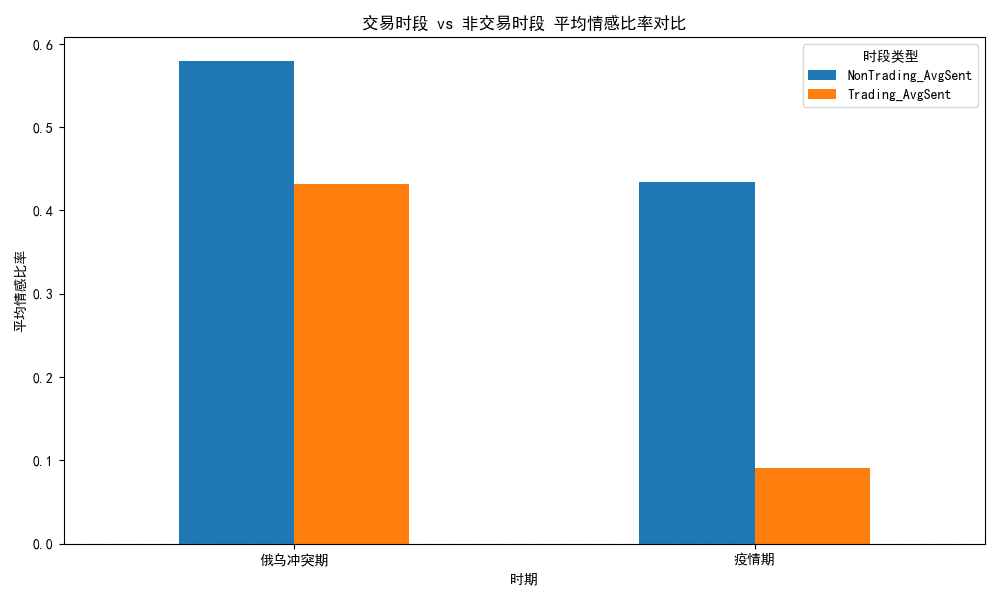 交易时段 vs 非交易时段 平均情感比率对比
时段类型
NonTrading_AvgSent
Trading_AvgSent
平均情感比率
0.6
0.5
0.4
0.3
0.2
0.1
0.0
俄乌冲突期
疫情期
时期